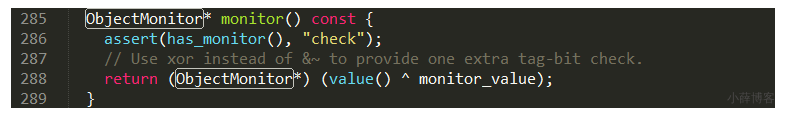 285 ObjectMonitor* monitor() const {
286 assert(has_monitor(), "check");
287 // Use xor instead of &~ to provide one extra tag-bit check.
288 return (ObjectMonitor*) (value() ^ monitor_value);
289 }
小薛博客